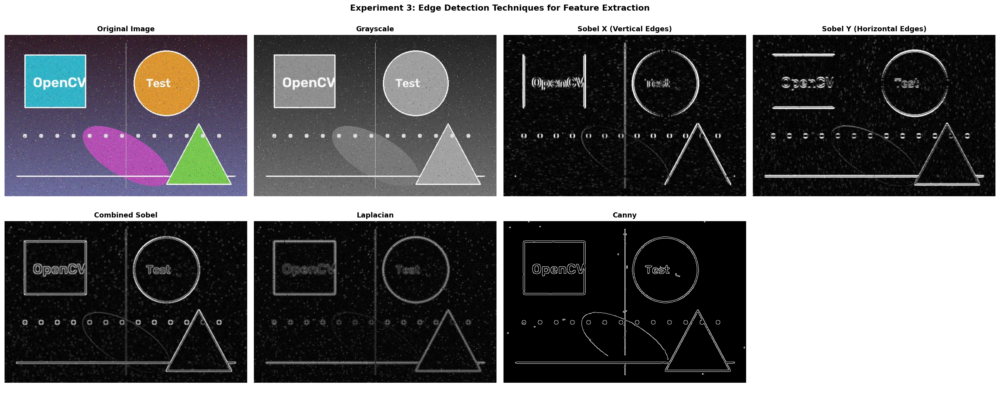 Experiment 3: Edge Detection Techniques for Feature Extraction
Original Image
Grayscale
Sobel X (Vertical Edges)
Sobel Y (Horizontal Edges)
OpenCV
Test
OpenCV
Test
OpenCV
Test
OpenCV
Test
Combined Sobel
Laplacian
Canny
OpenCV
Test
OpenCV
Test
OpenCV
Test